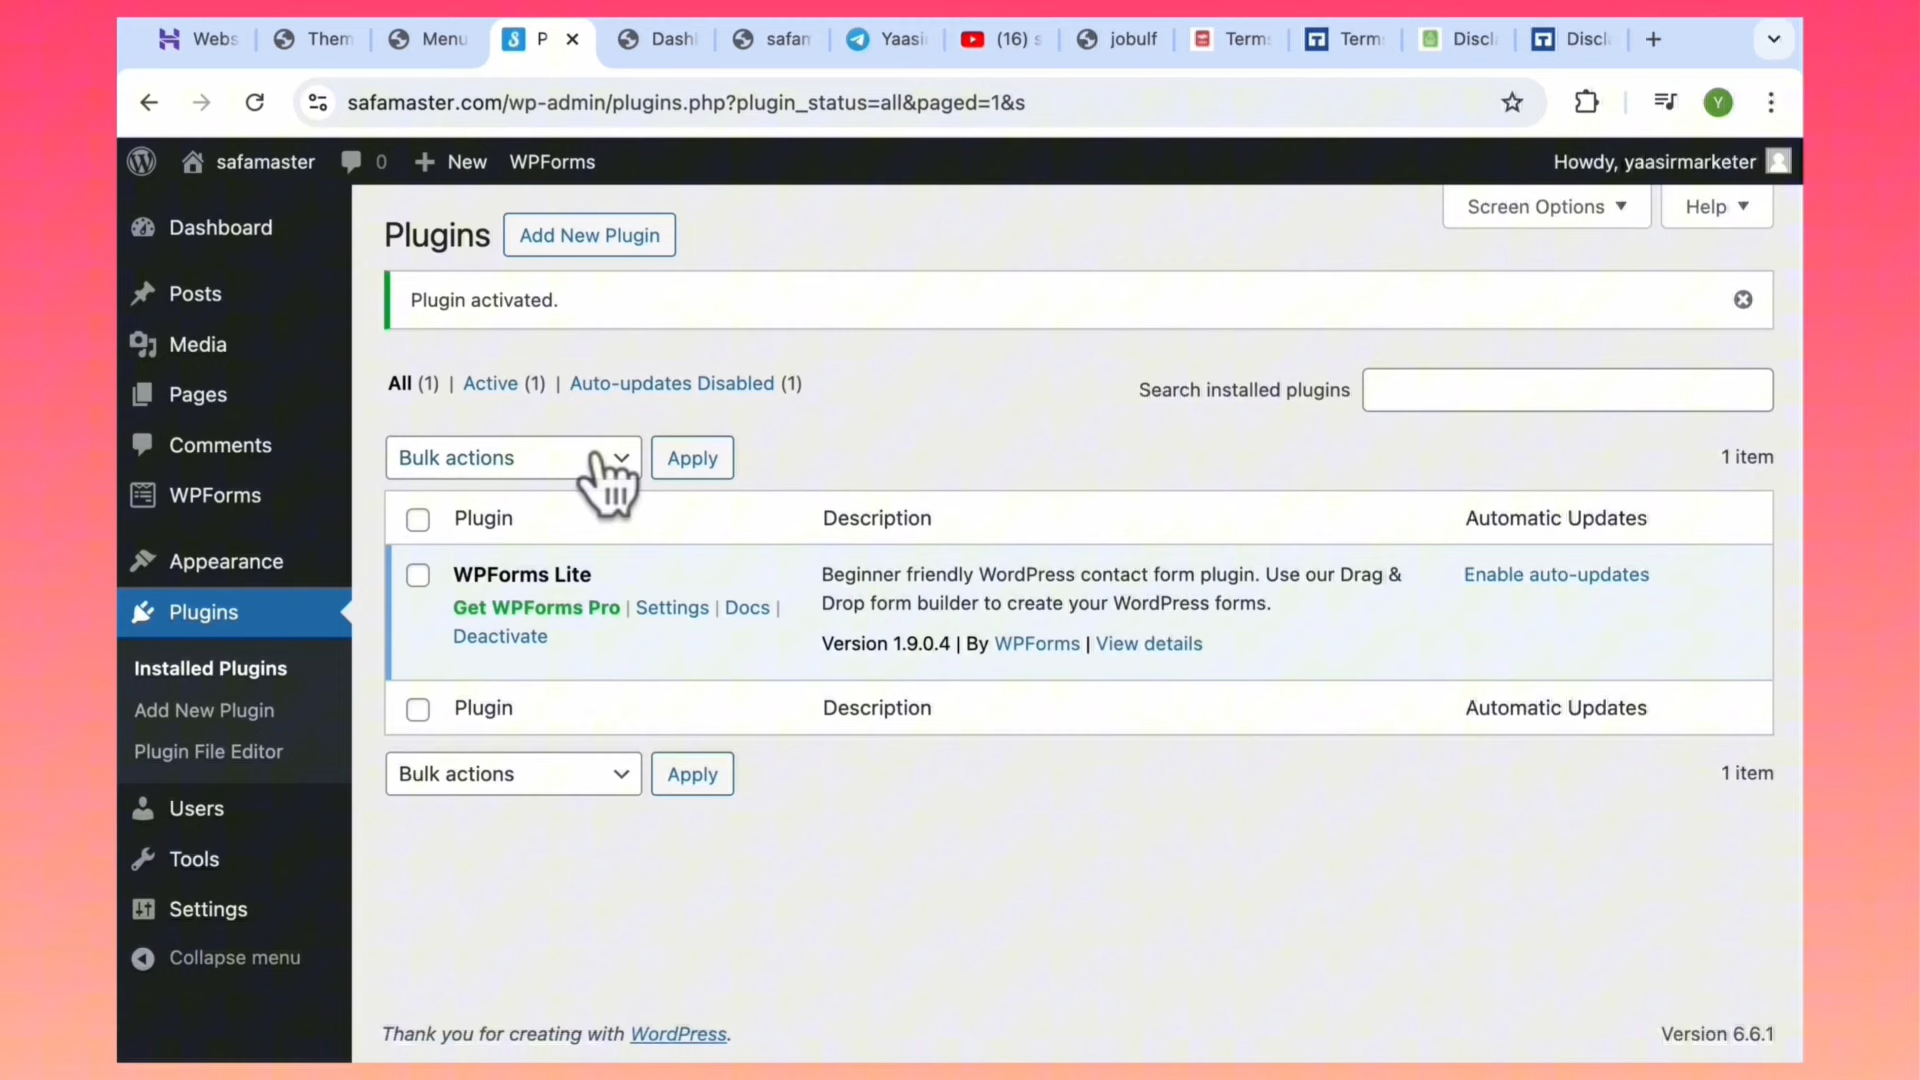 Webs Them Menu P Dash safam Yaasi (16) s jobulf Term Term Discl Discl
safamaster.com/wp-admin/plugins.php?plugin_status=all&paged=1&s
Y
safamaster 0 New WPForms Howdy, yaasirmarketer
Screen Options Help
Dashboard
Posts
Media
Pages
Comments
WPForms
Appearance
Plugins
Installed Plugins
Add New Plugin
Plugin File Editor
Users
Tools
Settings
Collapse menu
Plugins Add New Plugin
Plugin activated.
All (1) | Active (1) | Auto-updates Disabled (1)
Search installed plugins
Bulk actions Apply 1 item
Plugin Description Automatic Updates
WPForms Lite
Get WPForms Pro | Settings | Docs |
Deactivate
Beginner friendly WordPress contact form plugin. Use our Drag &
Drop form builder to create your WordPress forms.
Version 1.9.0.4 | By WPForms | View details
Enable auto-updates
Plugin Description Automatic Updates
Bulk actions Apply 1 item
Thank you for creating with WordPress.
Version 6.6.1